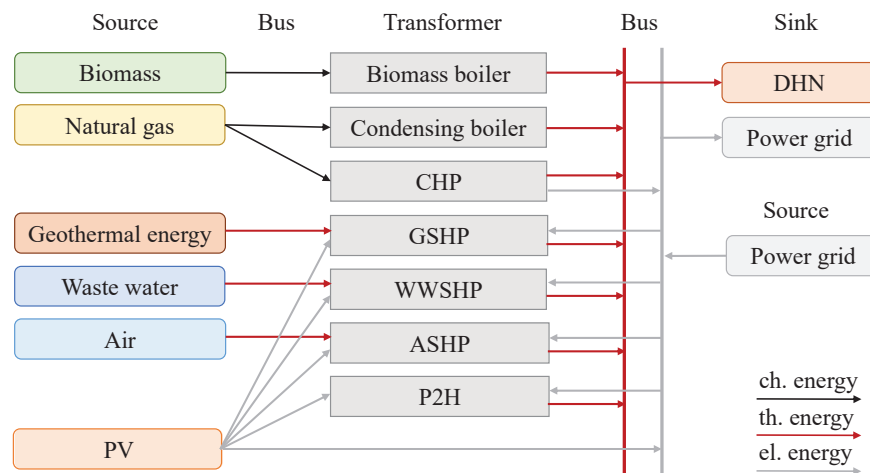 Source Bus Transformer Bus Sink
Biomass Biomass boiler DHN
Natural gas Condensing boiler Power grid
CHP
Source
Geothermal energy GSHP Power grid
Waste water WWSHP
Air ASHP
P2H ch. energy
th. energy
PV el. energy